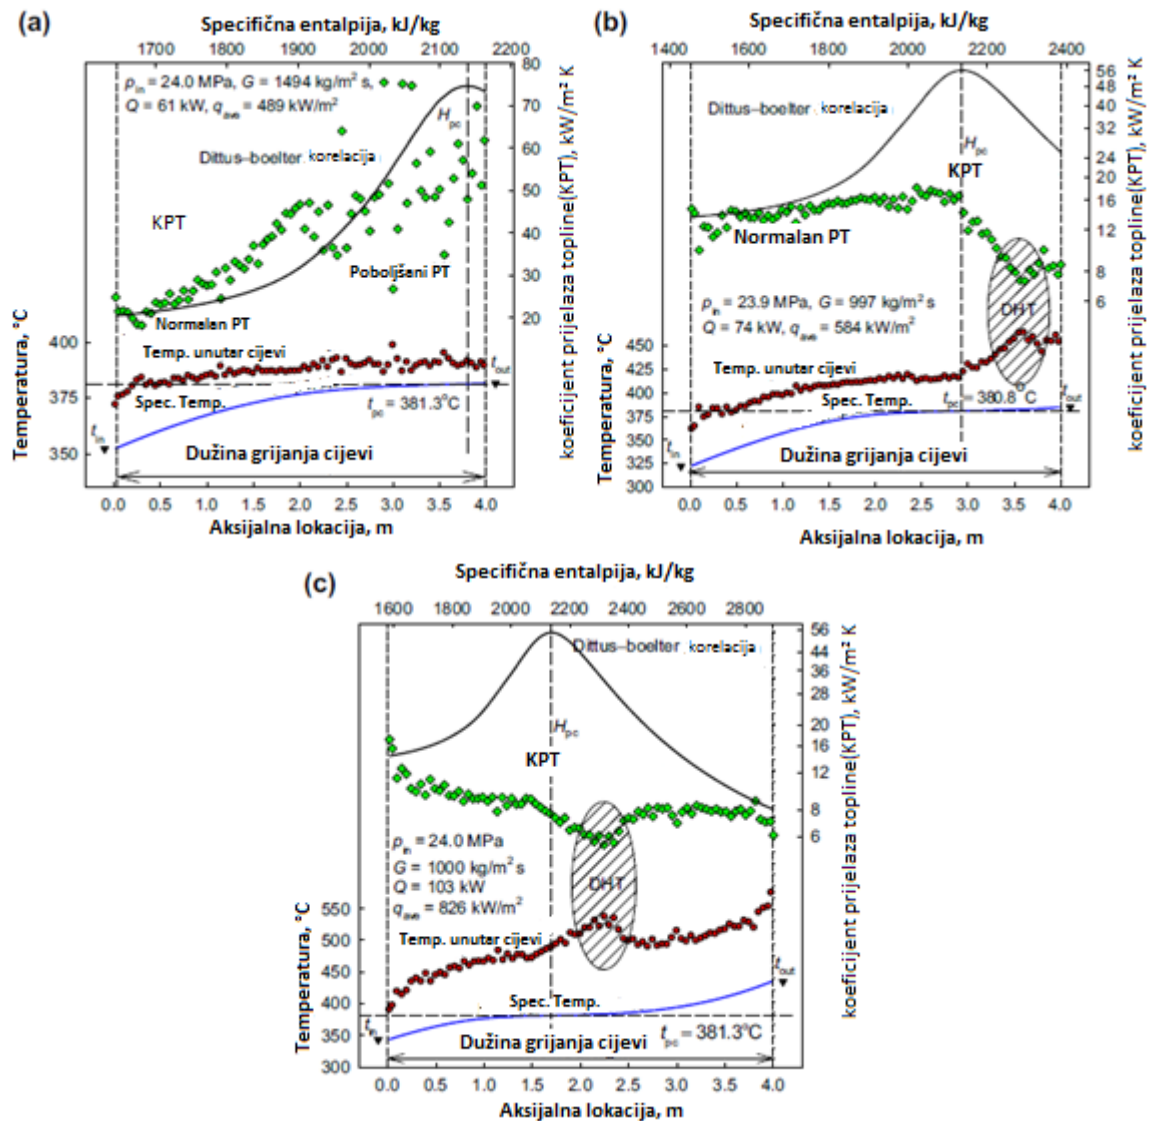 (a)
Specifična entalpija, kJ/kg
1700 1800 1900 2000 2100 2200
p_in = 24.0 MPa, G = 1494 kg/m² s,
Q = 61 kW, q_ave = 489 kW/m²
H_pc
Dittus–boelter korelacija
KPT
Poboljšani PT
Normalan PT
Temp. unutar cijevi
Spec. Temp.
t_in
t_out
t_pc = 381.3°C
Dužina grijanja cijevi
Temperatura, °C
400
375
350
koeficijent prijelaza topline(KPT), kW/m² K
80
70
60
50
40
30
20
0.0 0.5 1.0 1.5 2.0 2.5 3.0 3.5 4.0
Aksijalna lokacija, m
(b)
Specifična entalpija, kJ/kg
1400 1600 1800 2000 2200 2400
Dittus–boelter korelacija
H_pc
KPT
Normalan PT
p_in = 23.9 MPa, G = 997 kg/m² s
Q = 74 kW, q_ave = 584 kW/m²
DHT
Temp. unutar cijevi
Spec. Temp.
t_pc = 380.8°C
t_in
t_out
Dužina grijanja cijevi
Temperatura, °C
450
425
400
375
350
325
300
koeficijent prijelaza topline(KPT), kW/m² K
56
48
40
32
24
20
16
12
8
6
0.0 0.5 1.0 1.5 2.0 2.5 3.0 3.5 4.0
Aksijalna lokacija, m
(c)
Specifična entalpija, kJ/kg
1600 1800 2000 2200 2400 2600 2800
Dittus–boelter korelacija
H_pc
KPT
p_in = 24.0 MPa
G = 1000 kg/m² s
Q = 103 kW
q_ave = 826 kW/m²
DHT
Temp. unutar cijevi
Spec. Temp.
t_in
t_out
t_pc = 381.3°C
Dužina grijanja cijevi
Temperatura, °C
550
500
450
400
350
300
koeficijent prijelaza topline(KPT), kW/m² K
56
44
36
28
20
16
12
8
6
0.0 0.5 1.0 1.5 2.0 2.5 3.0 3.5 4.0
Aksijalna lokacija, m